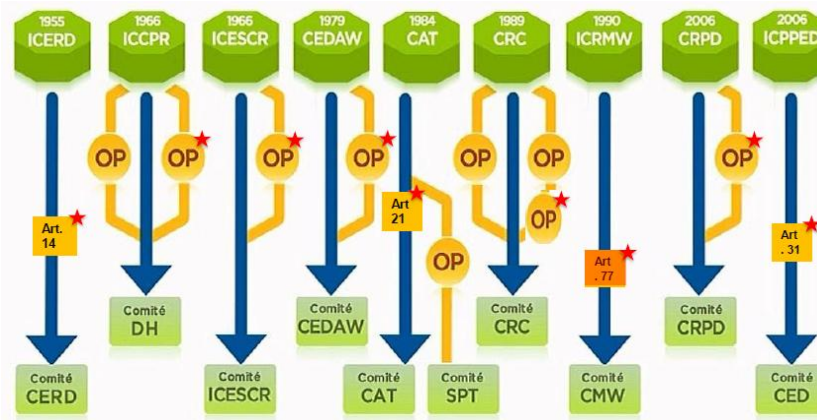 1955
ICERD
1966
ICCPR
1966
ICESCR
1979
CEDAW
1984
CAT
1989
CRC
1990
ICRMW
2006
CRPD
2006
ICPPED
OP
OP
OP
OP
OP
OP
OP
OP
OP
OP
Art.
14
Art
21
Art
. 77
Art
. 31
Comité
DH
Comité
CEDAW
Comité
CRC
Comité
CRPD
Comité
CERD
Comité
ICESCR
Comité
CAT
Comité
SPT
Comité
CMW
Comité
CED